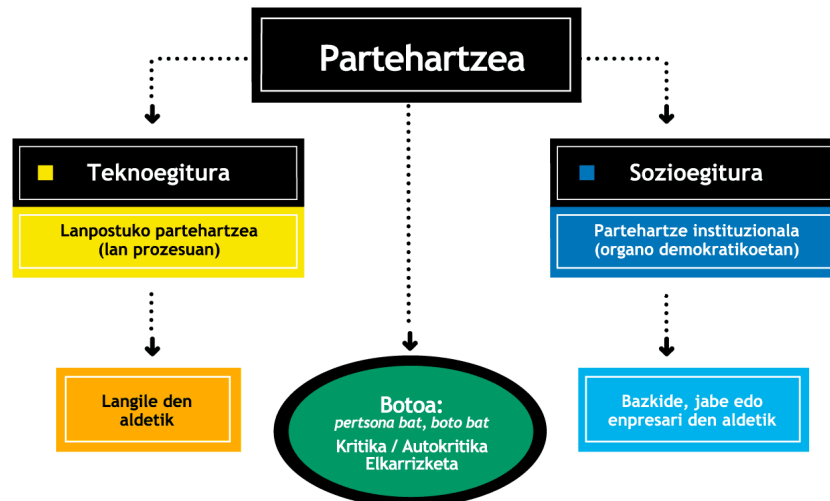 Partehartzea
Teknoegitura
Lanpostuko partehartzea
(lan prozesuan)
Langile den
aldetik
Botoa:
pertsona bat, boto bat
Kritika / Autokritika
Elkarrizketa
Sozioegitura
Partehartze instituzionala
(organo demokratikoetan)
Bazkide, jabe edo
enpresari den aldetik